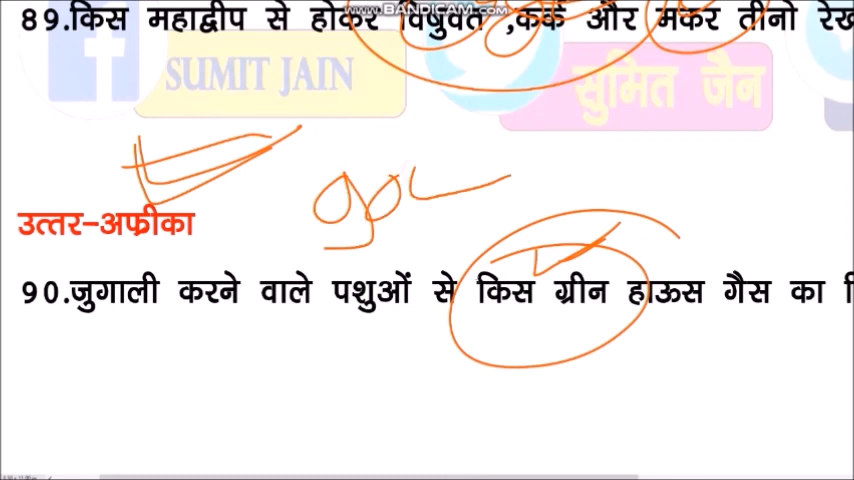 www.BANDICAM.com
89.किस महाद्वीप से होकर विषुवत ,कर्क और मकर तीनो रेख
SUMIT JAIN
सुमित जैन
उत्तर-अफ्रीका
90.जुगाली करने वाले पशुओं से किस ग्रीन हाऊस गैस का